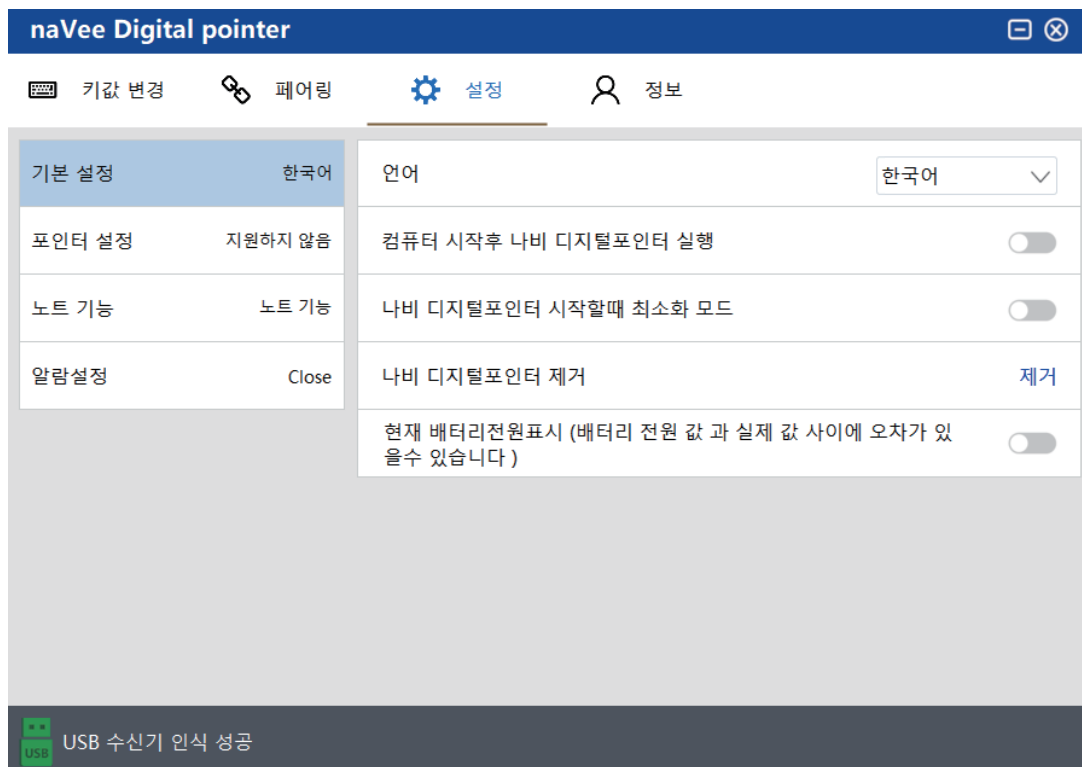 naVee Digital pointer
키값 변경 페어링 설정 정보
기본 설정 한국어
포인터 설정 지원하지 않음
노트 기능 노트 기능
알람설정 Close
언어 한국어
컴퓨터 시작후 나비 디지털포인터 실행
나비 디지털포인터 시작할때 최소화 모드
나비 디지털포인터 제거 제거
현재 배터리전원표시 (배터리 전원 값 과 실제 값 사이에 오차가 있
을수 있습니다 )
USB USB 수신기 인식 성공